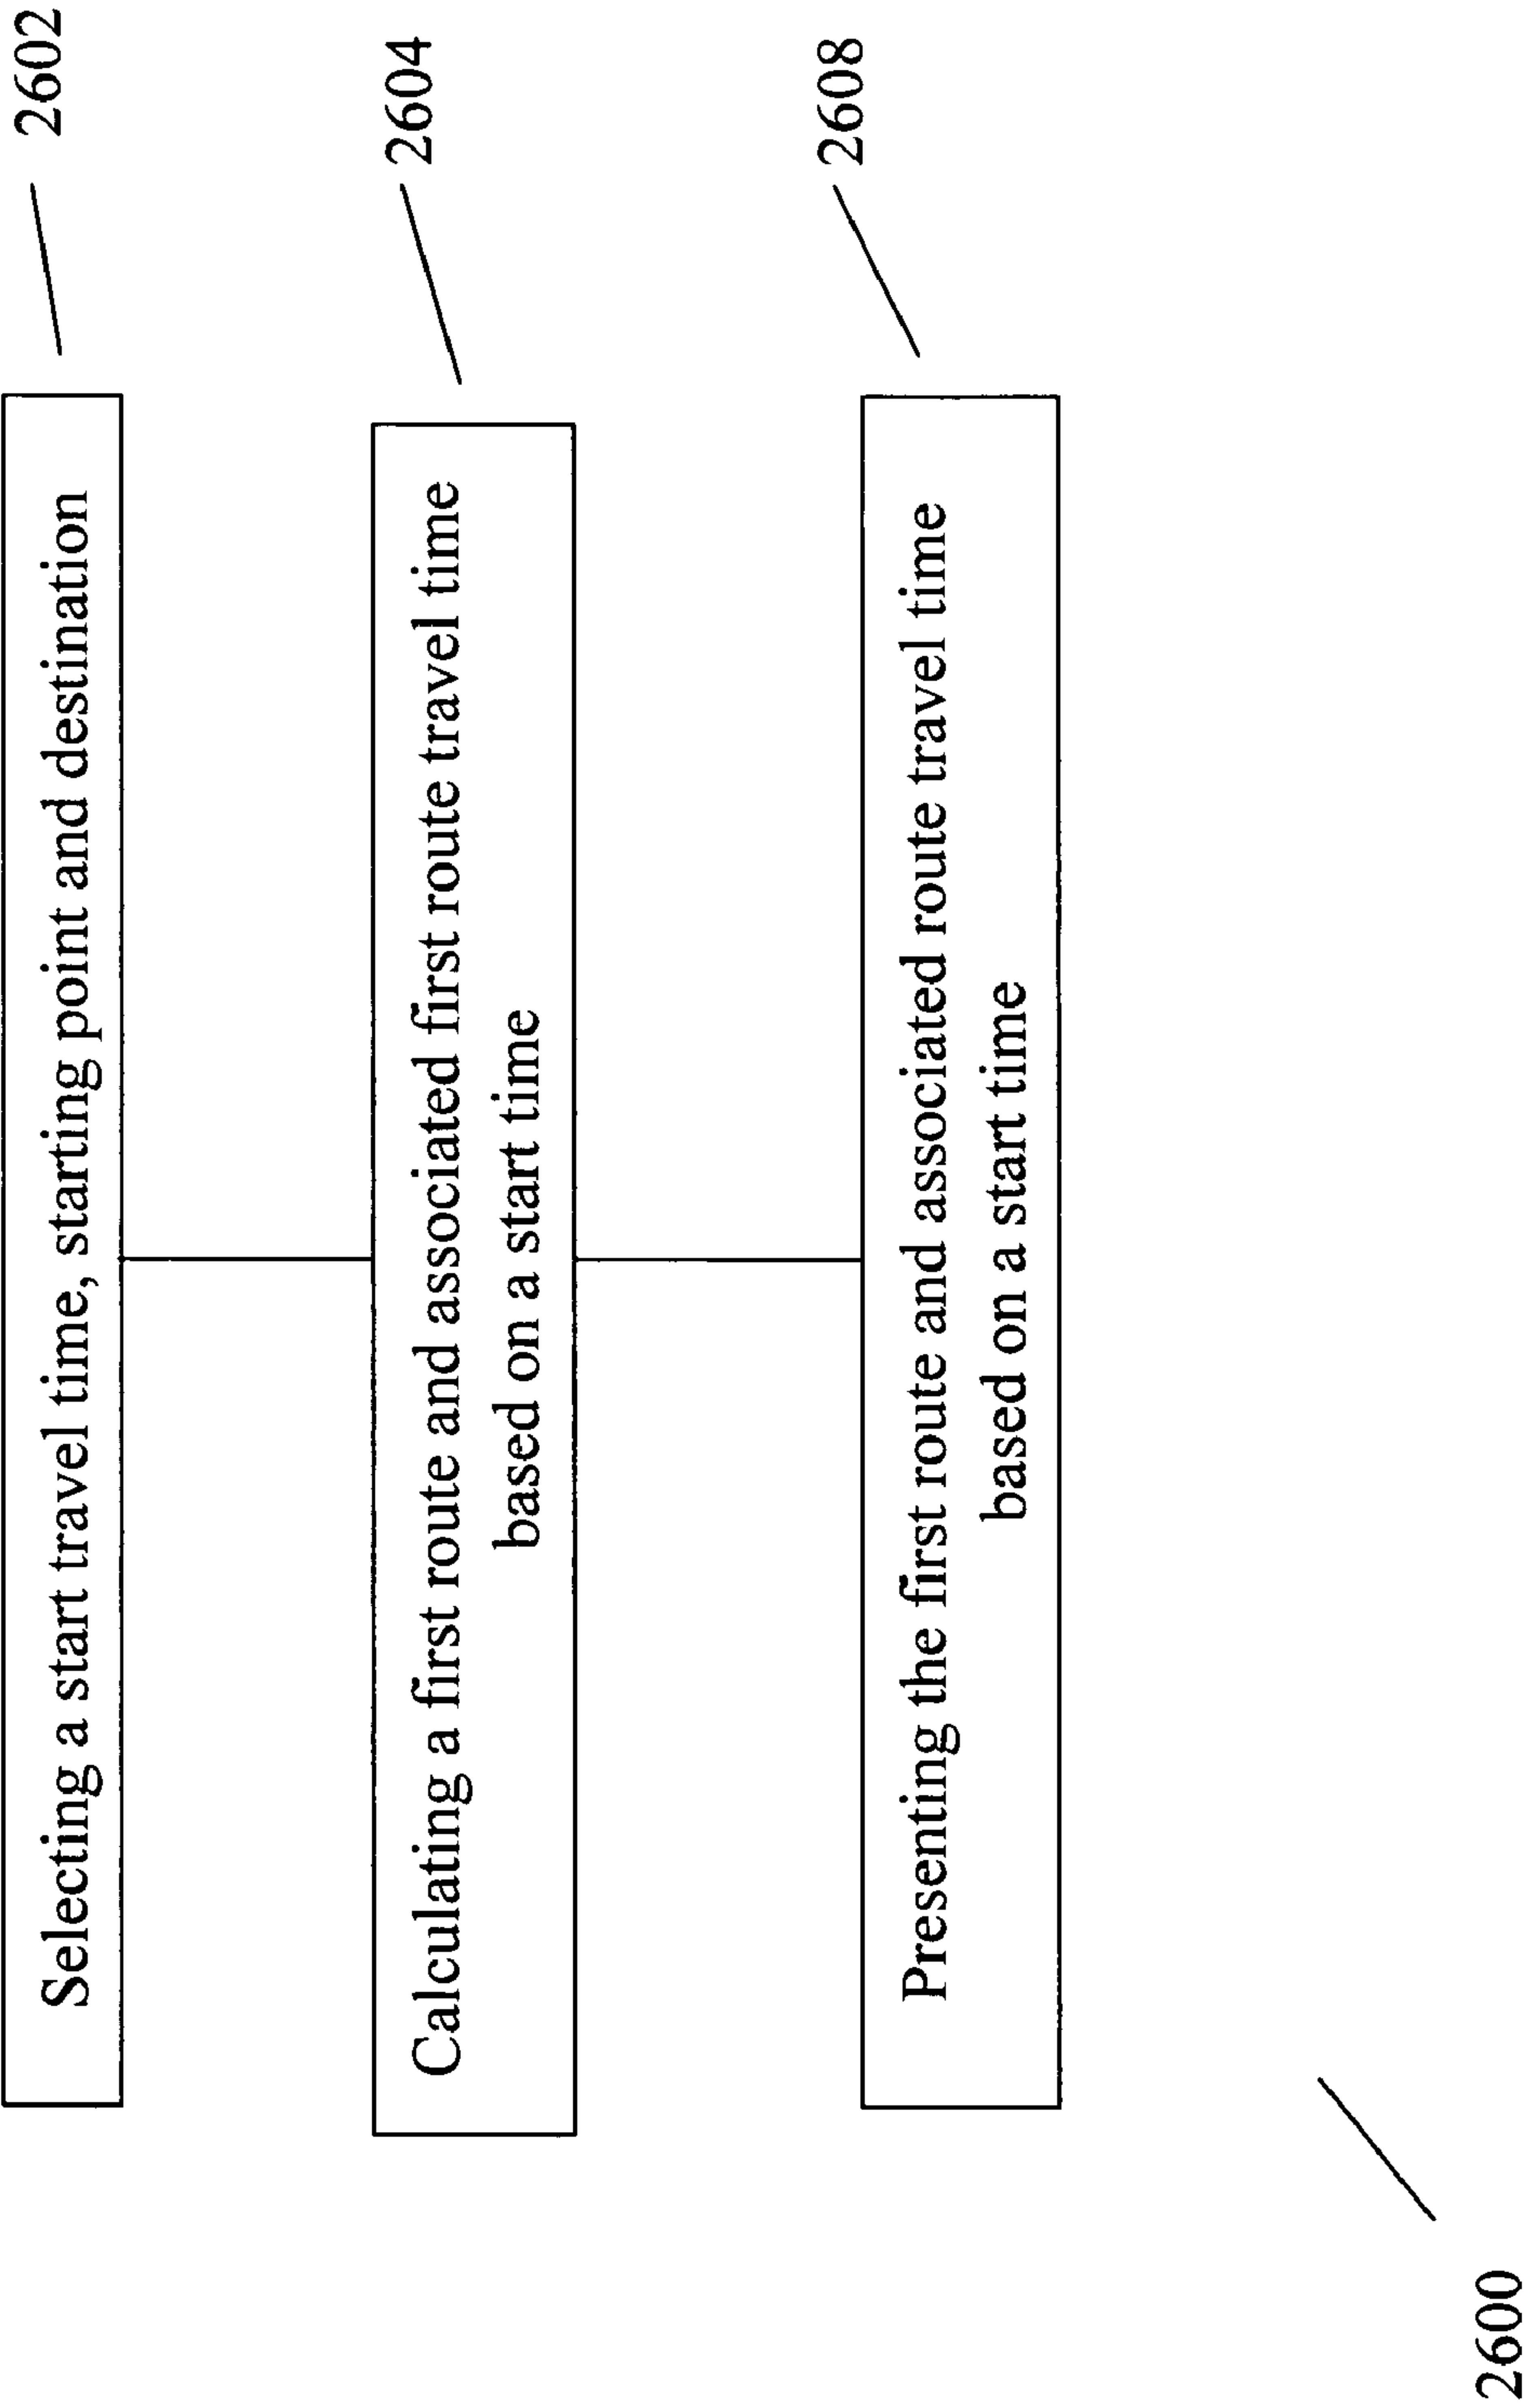 Selecting a start travel time, starting point and destination
2602
Calculating a first route and associated first route travel time
based on a start time
2604
Presenting the first route and associated route travel time
based on a start time
2608
2600